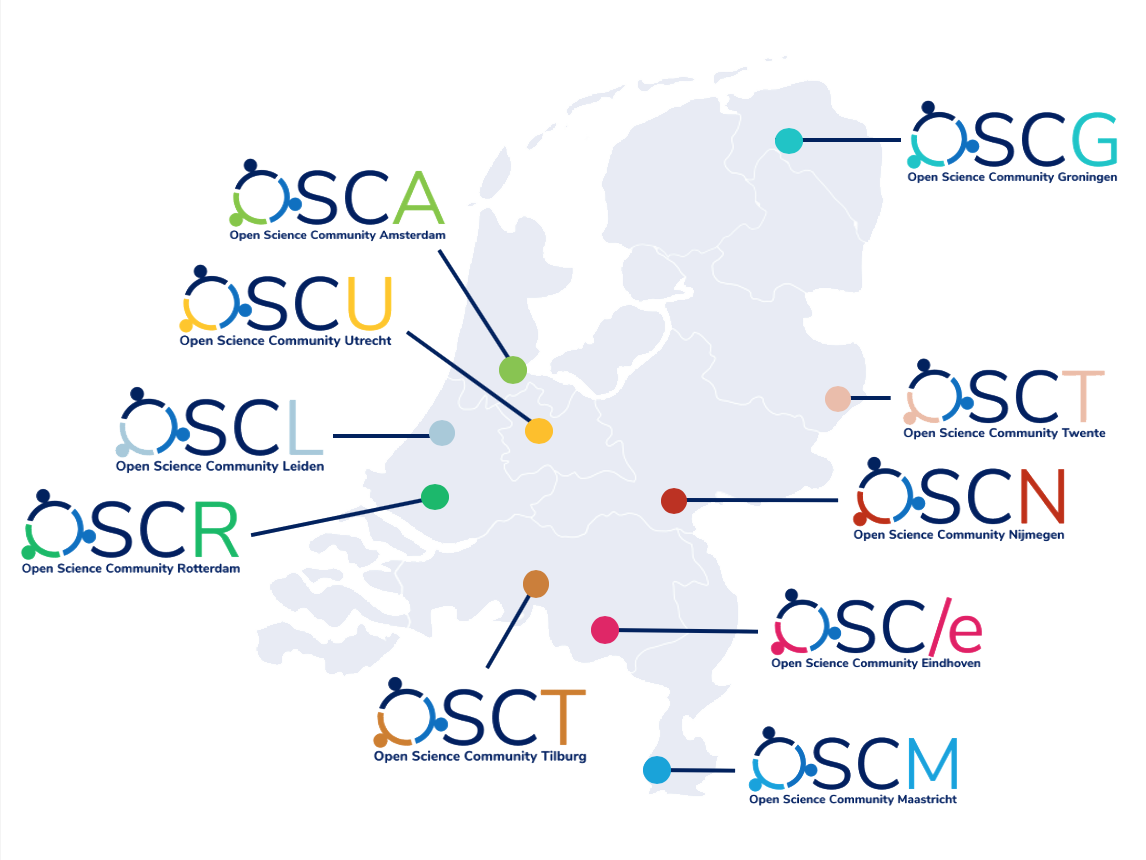 OSCG
Open Science Community Groningen
OSCA
Open Science Community Amsterdam
OSCU
Open Science Community Utrecht
OSCT
Open Science Community Twente
OSCL
Open Science Community Leiden
OSCN
Open Science Community Nijmegen
OSCR
Open Science Community Rotterdam
OSC/e
Open Science Community Eindhoven
OSCT
Open Science Community Tilburg
OSCM
Open Science Community Maastricht